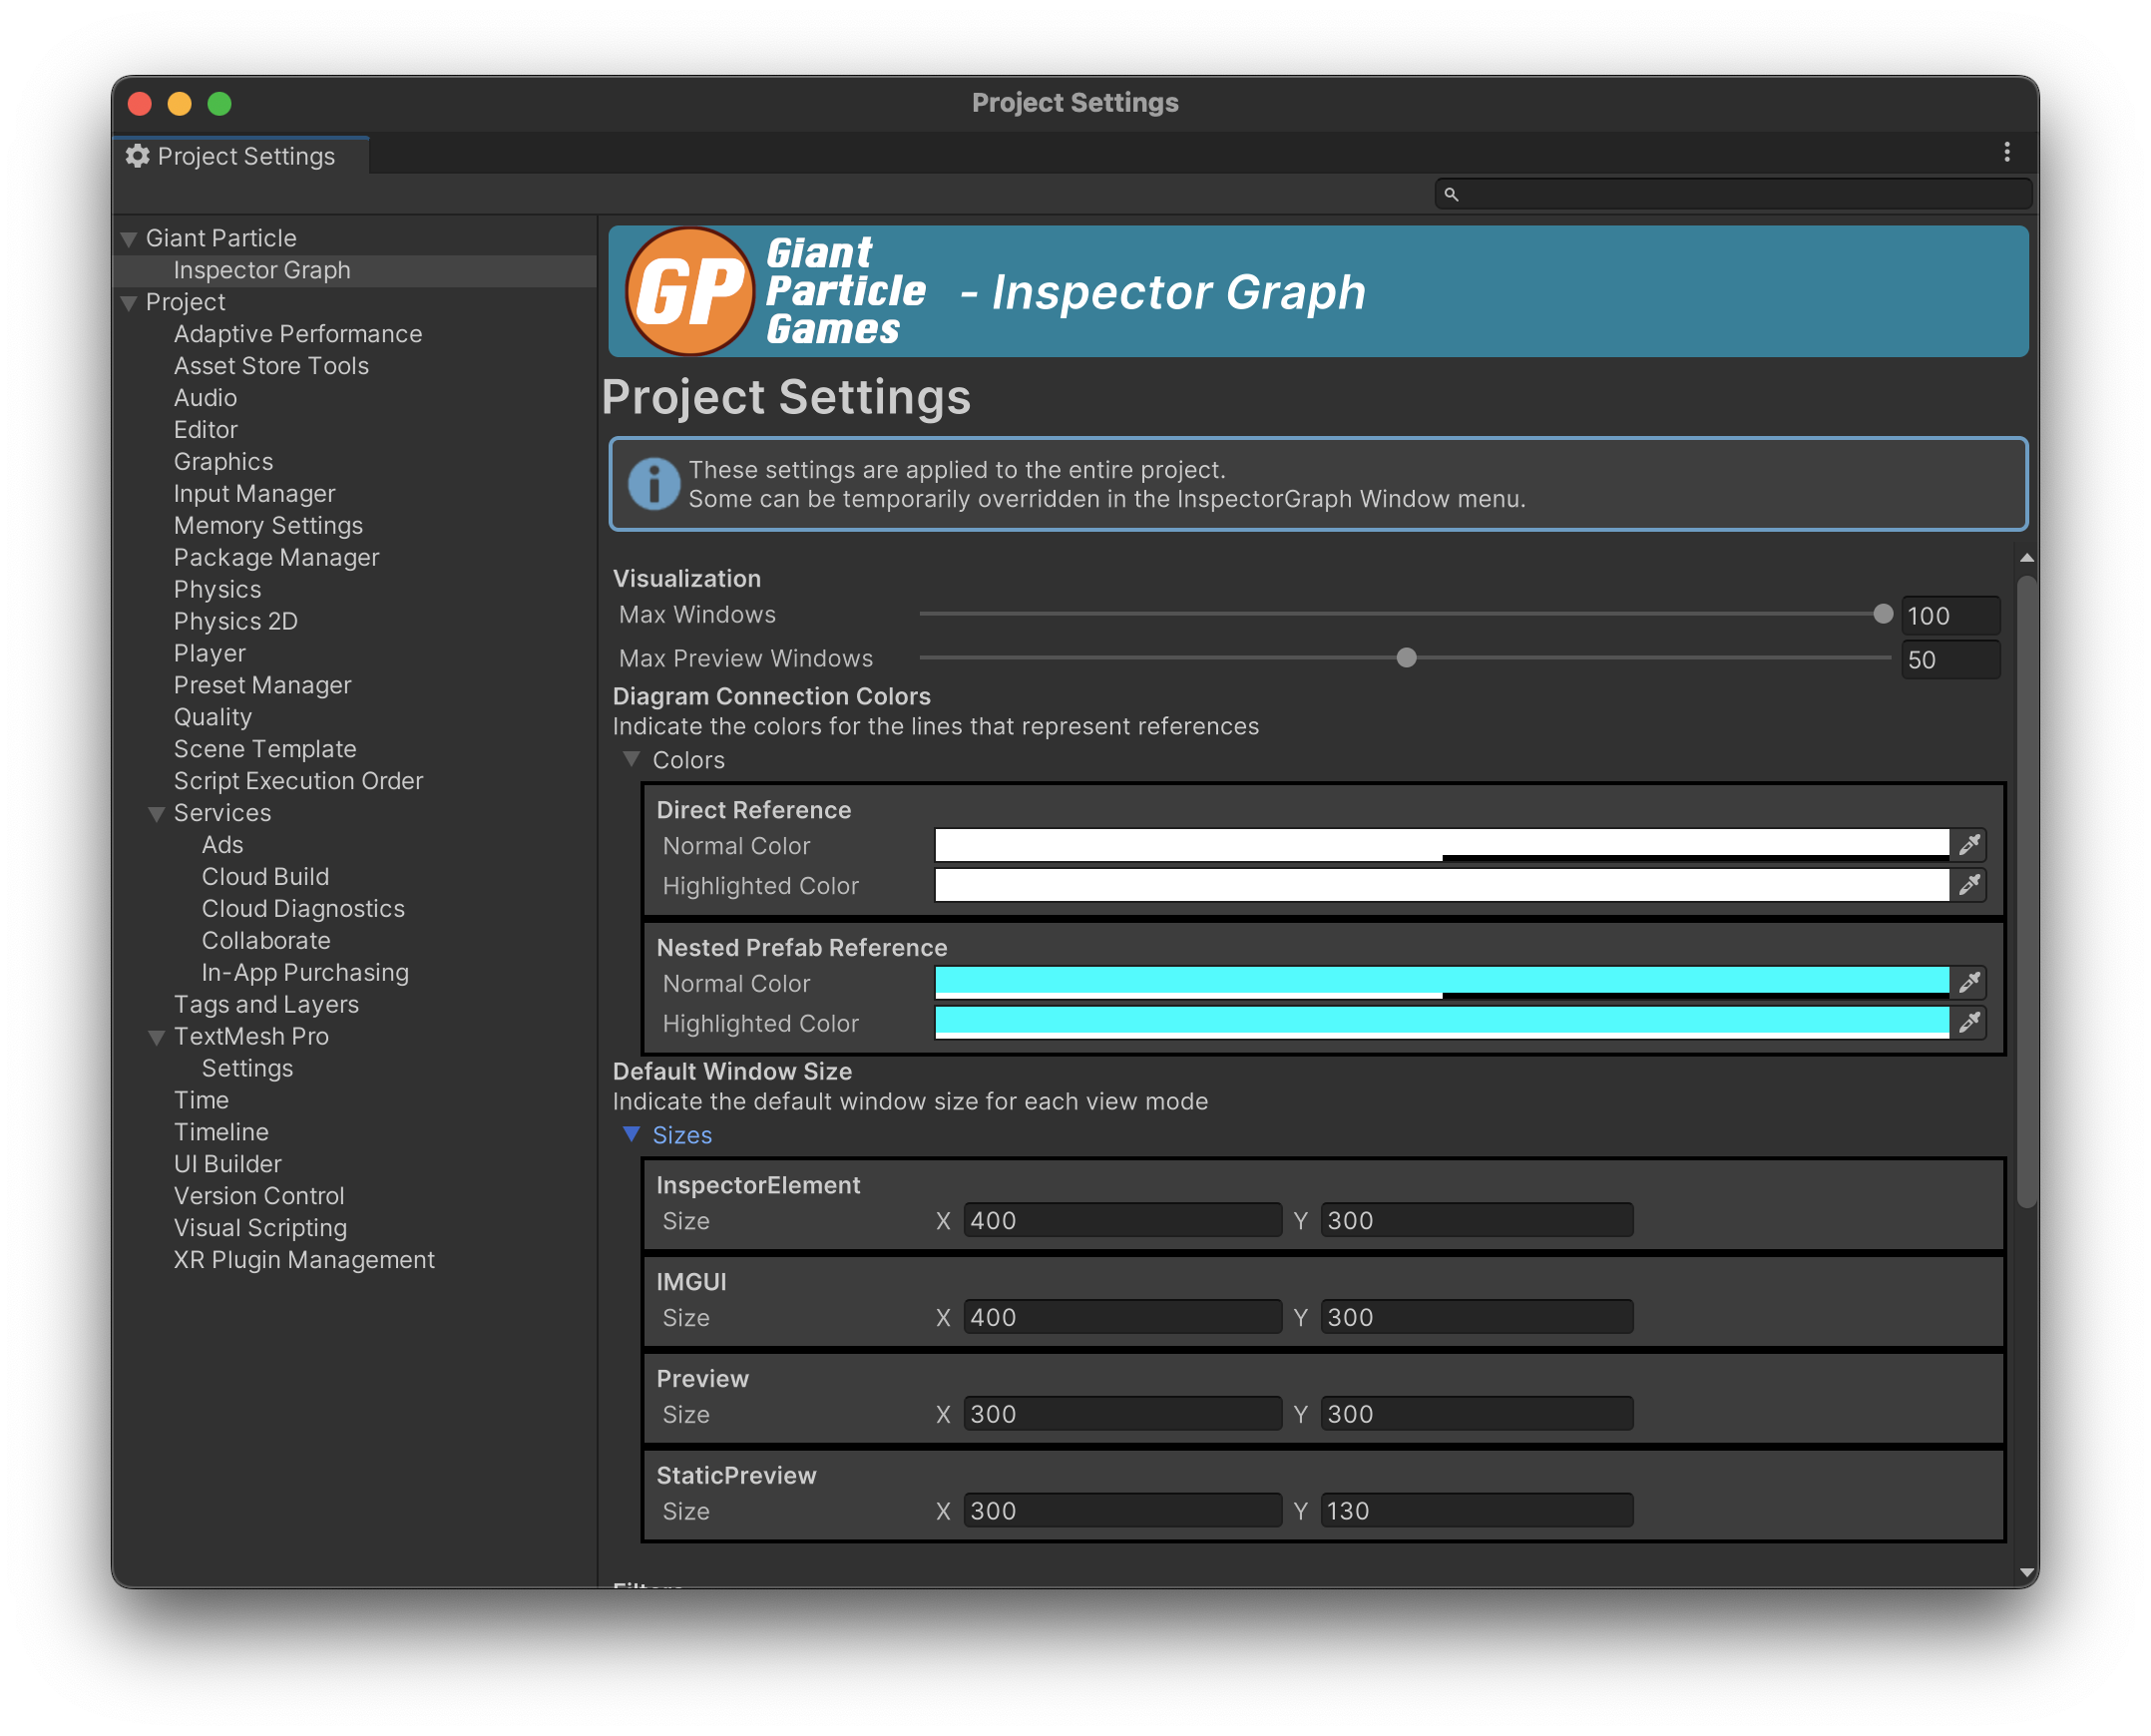 Project Settings
Project Settings
Giant Particle
Inspector Graph
Project
Adaptive Performance
Asset Store Tools
Audio
Editor
Graphics
Input Manager
Memory Settings
Package Manager
Physics
Physics 2D
Player
Preset Manager
Quality
Scene Template
Script Execution Order
Services
Ads
Cloud Build
Cloud Diagnostics
Collaborate
In-App Purchasing
Tags and Layers
TextMesh Pro
Settings
Time
Timeline
UI Builder
Version Control
Visual Scripting
XR Plugin Management
GP
Giant
Particle
Games
- Inspector Graph
Project Settings
These settings are applied to the entire project.
Some can be temporarily overridden in the InspectorGraph Window menu.
Visualization
Max Windows 100
Max Preview Windows 50
Diagram Connection Colors
Indicate the colors for the lines that represent references
Colors
Direct Reference
Normal Color
Highlighted Color
Nested Prefab Reference
Normal Color
Highlighted Color
Default Window Size
Indicate the default window size for each view mode
Sizes
InspectorElement
Size X 400 Y 300
IMGUI
Size X 400 Y 300
Preview
Size X 300 Y 300
StaticPreview
Size X 300 Y 130